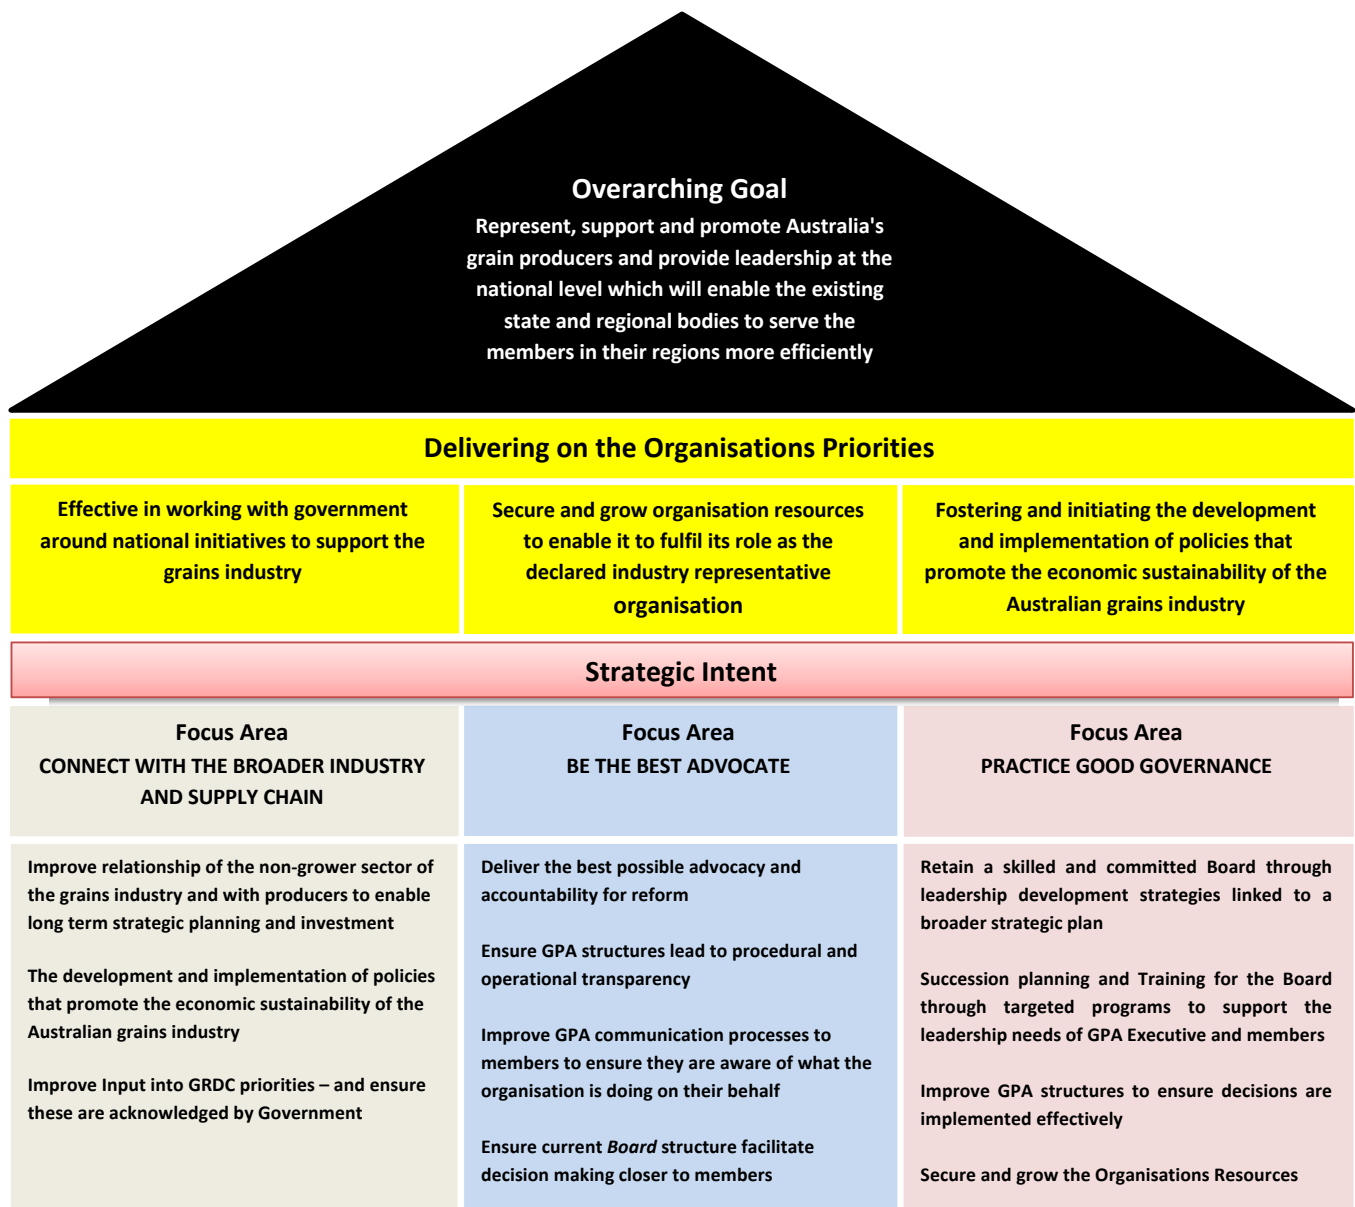 Overarching Goal
Represent, support and promote Australia's
grain producers and provide leadership at the
national level which will enable the existing
state and regional bodies to serve the
members in their regions more efficiently
Delivering on the Organisations Priorities
Effective in working with government
around national initiatives to support the
grains industry
Secure and grow organisation resources
to enable it to fulfil its role as the
declared industry representative
organisation
Fostering and initiating the development
and implementation of policies that
promote the economic sustainability of the
Australian grains industry
Strategic Intent
Focus Area
CONNECT WITH THE BROADER INDUSTRY
AND SUPPLY CHAIN
Focus Area
BE THE BEST ADVOCATE
Focus Area
PRACTICE GOOD GOVERNANCE
Improve relationship of the non-grower sector of
the grains industry and with producers to enable
long term strategic planning and investment
The development and implementation of policies
that promote the economic sustainability of the
Australian grains industry
Improve Input into GRDC priorities – and ensure
these are acknowledged by Government
Deliver the best possible advocacy and
accountability for reform
Ensure GPA structures lead to procedural and
operational transparency
Improve GPA communication processes to
members to ensure they are aware of what the
organisation is doing on their behalf
Ensure current Board structure facilitate
decision making closer to members
Retain a skilled and committed Board through
leadership development strategies linked to a
broader strategic plan
Succession planning and Training for the Board
through targeted programs to support the
leadership needs of GPA Executive and members
Improve GPA structures to ensure decisions are
implemented effectively
Secure and grow the Organisations Resources